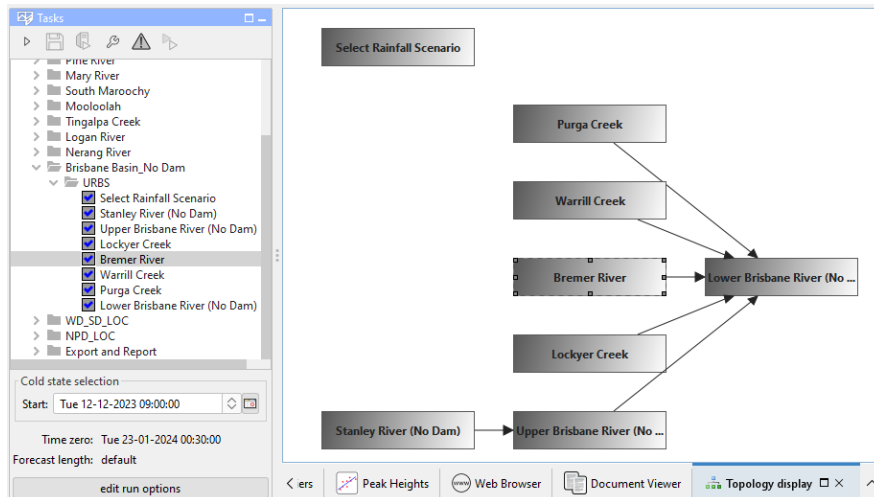 Tasks
Pine River
Mary River
South Maroochy
Mooloolah
Tingalpa Creek
Logan River
Nerang River
Brisbane Basin_No Dam
URBS
Select Rainfall Scenario
Stanley River (No Dam)
Upper Brisbane River (No Dam)
Lockyer Creek
Bremer River
Warrill Creek
Purga Creek
Lower Brisbane River (No Dam)
WD_SD_LOC
NPD_LOC
Export and Report
Cold state selection
Start: Tue 12-12-2023 09:00:00
Time zero: Tue 23-01-2024 00:30:00
Forecast length: default
edit run options
Select Rainfall Scenario
Purga Creek
Warrill Creek
Bremer River
Lower Brisbane River (No ...
Lockyer Creek
Stanley River (No Dam)
Upper Brisbane River (No ...
ers
Peak Heights
www
Web Browser
Document Viewer
Topology display